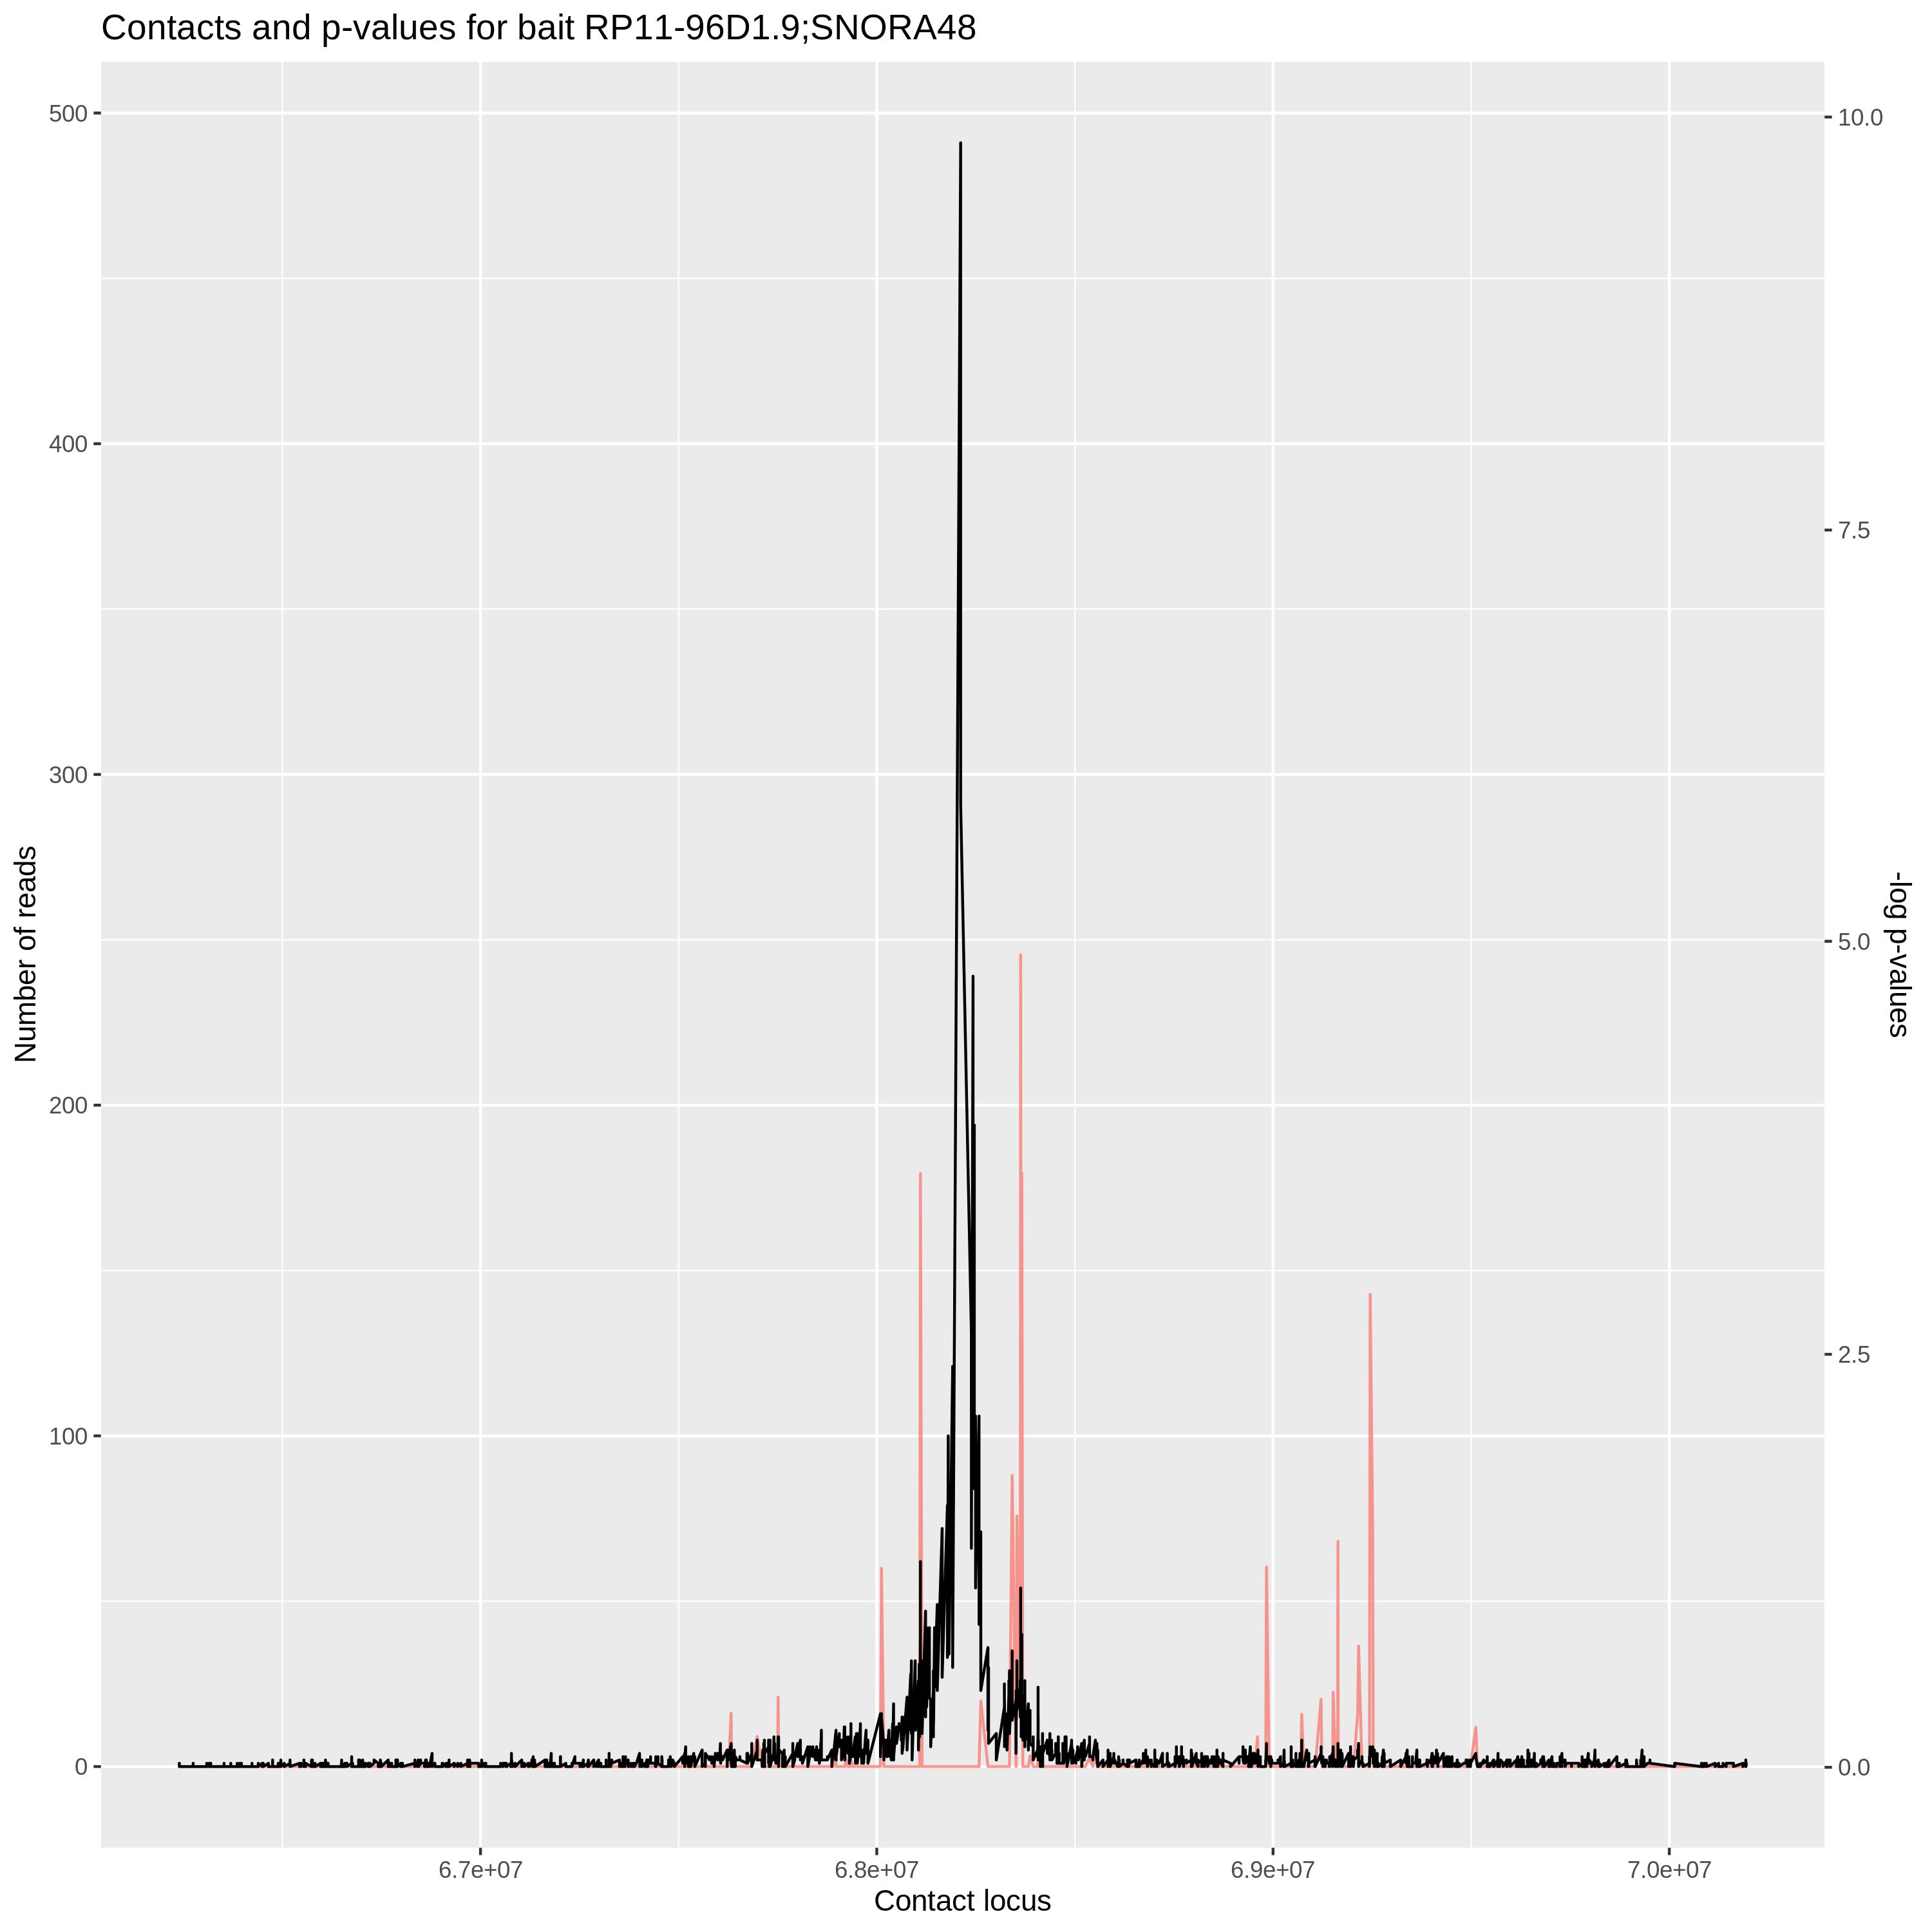 Contacts and p-values for bait RP11-96D1.9;SNORA48
500
400
300
200
100
0
Number of reads
10.0
7.5
5.0
2.5
0.0
-log p-values
6.7e+07
6.8e+07
6.9e+07
7.0e+07
Contact locus